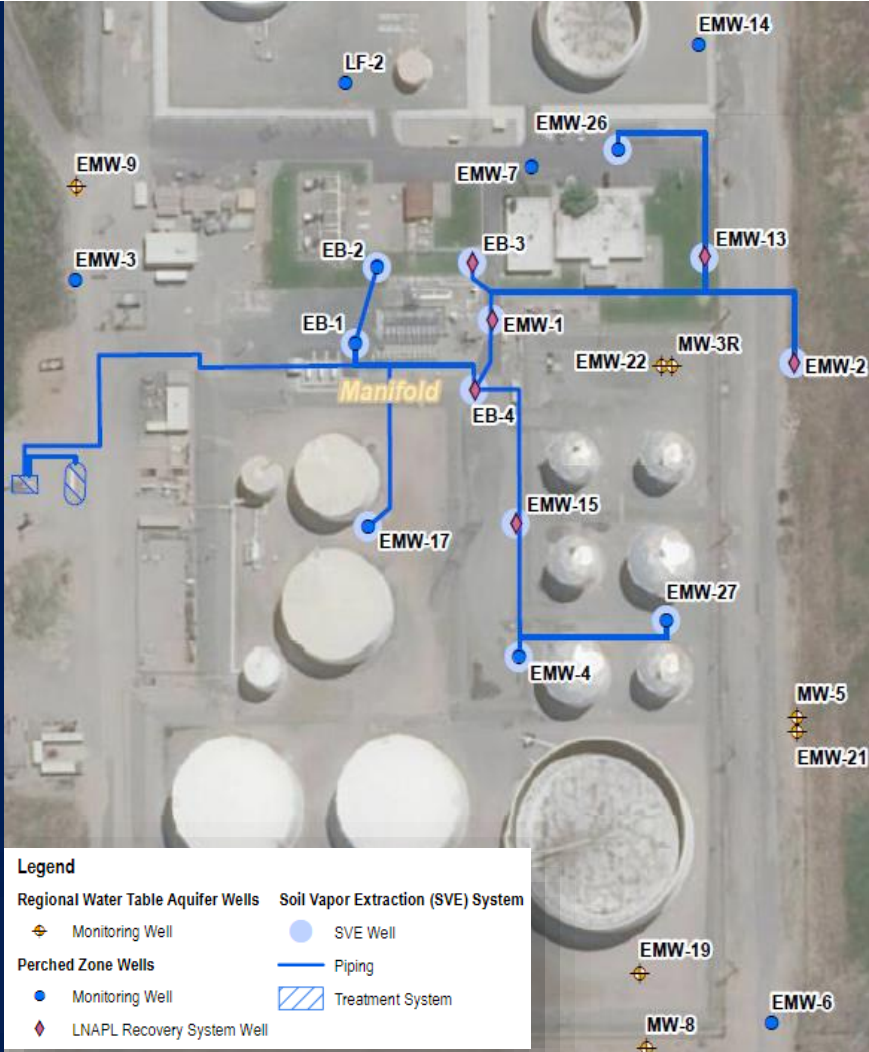 EMW-14
LF-2
EMW-26
EMW-9
EMW-7
EMW-3
EB-2
EB-3
EMW-13
EB-1
EMW-1
EMW-22
MW-3R
EMW-2
Manifold
EB-4
EMW-15
EMW-17
EMW-27
EMW-4
MW-5
EMW-21
Legend
Regional Water Table Aquifer Wells
Monitoring Well
Perched Zone Wells
Monitoring Well
LNAPL Recovery System Well
Soil Vapor Extraction (SVE) System
SVE Well
Piping
Treatment System
EMW-19
EMW-6
MW-8